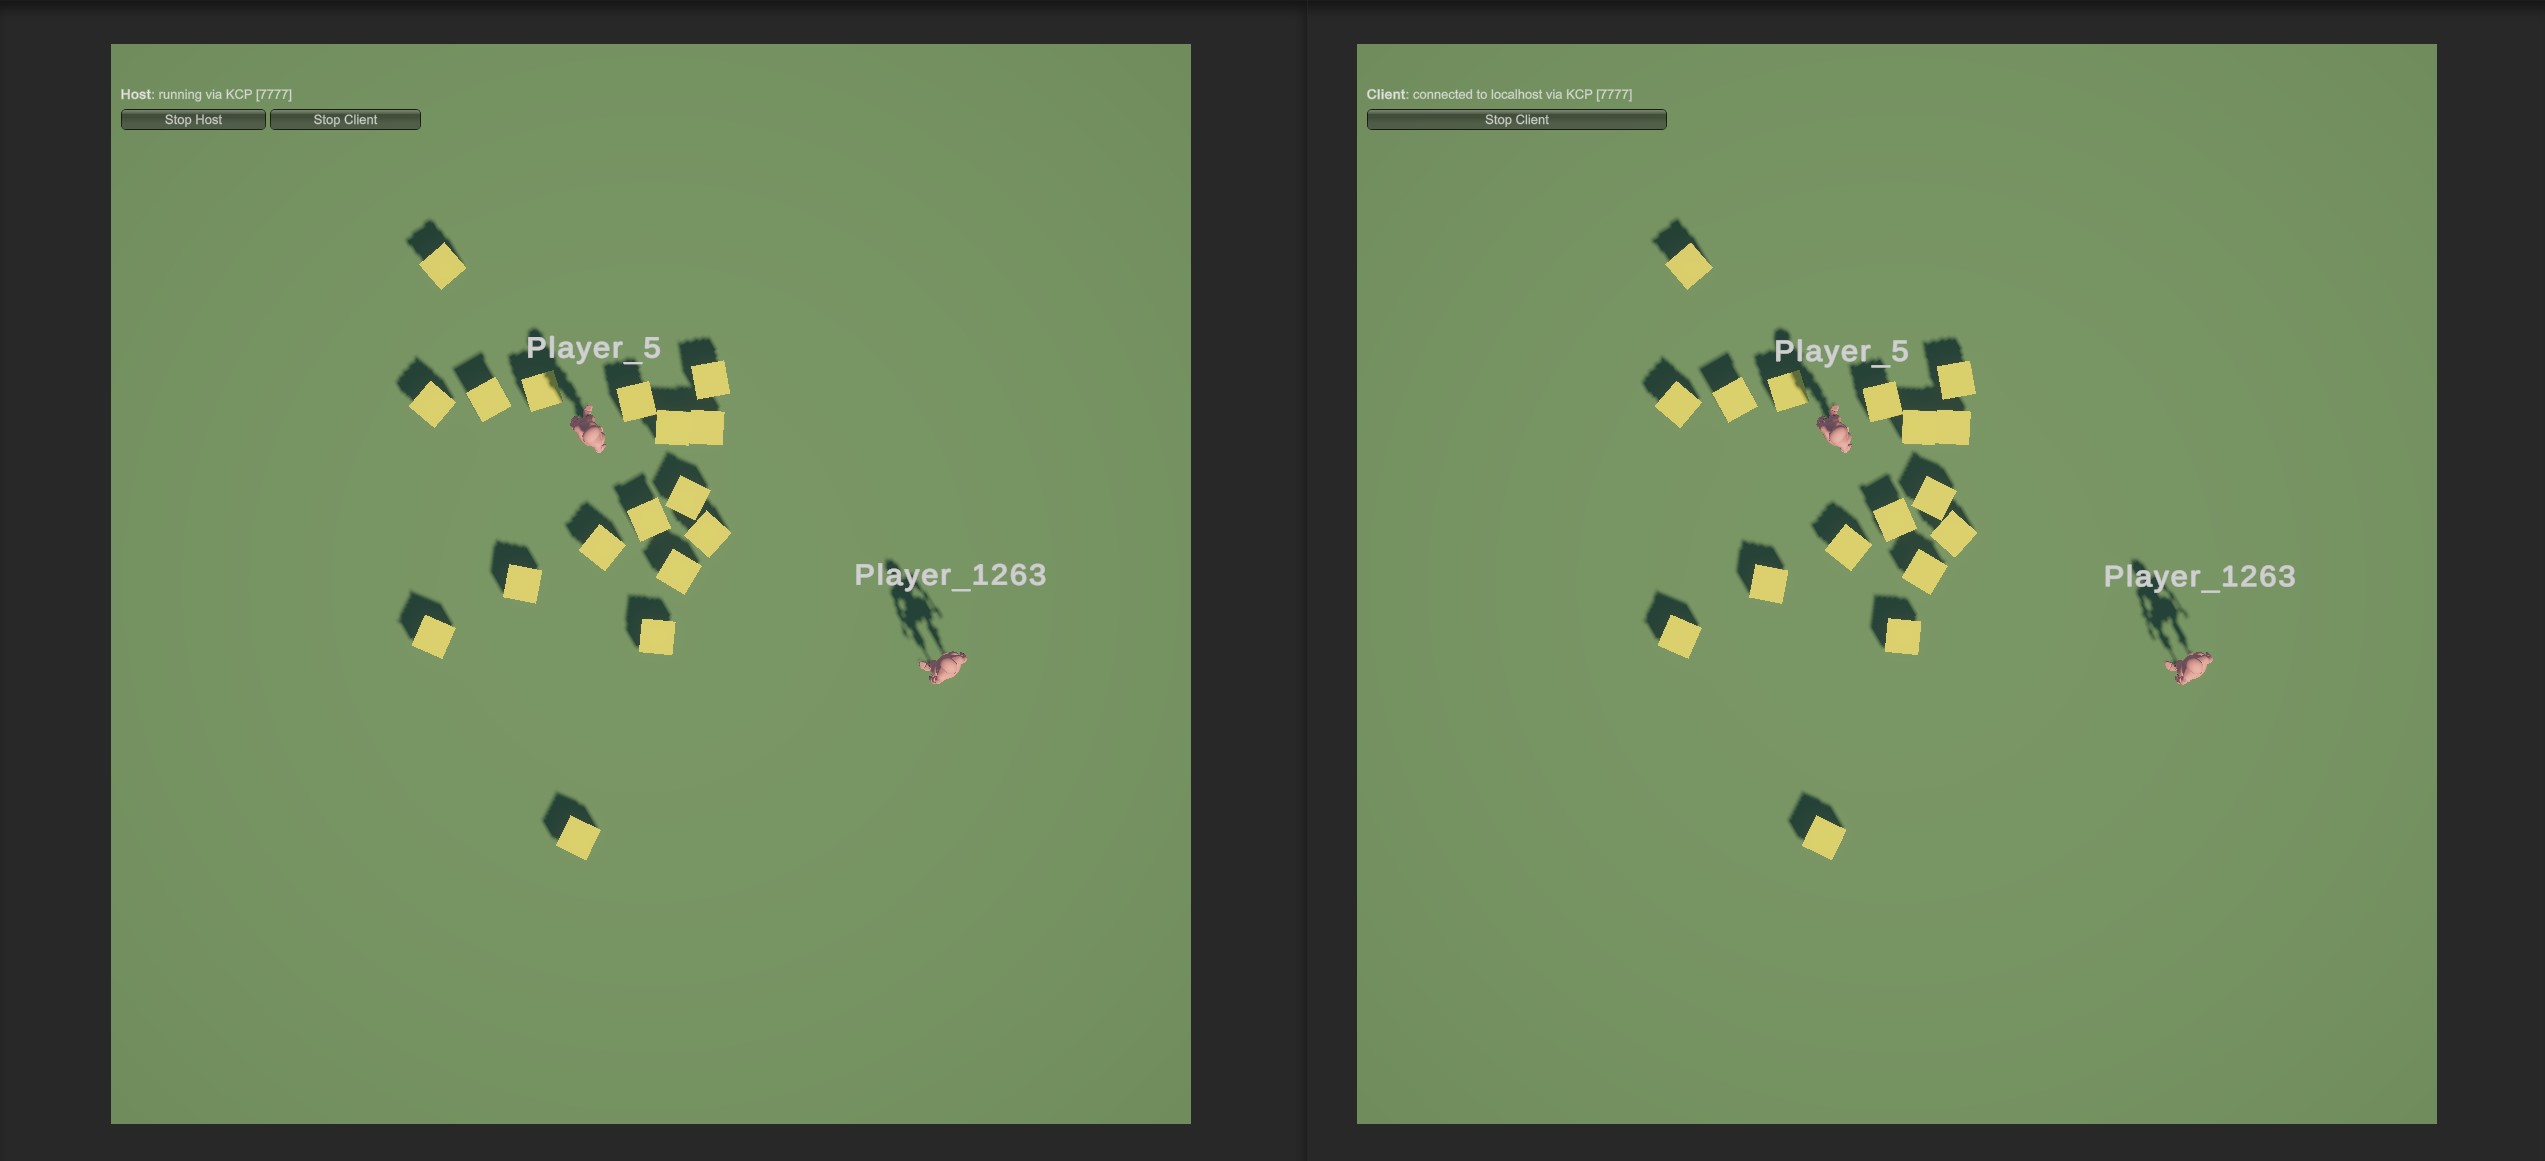 Host: running via KCP [7777]
Stop Host
Stop Client
Player_5
Player_1263
Client: connected to localhost via KCP [7777]
Stop Client
Player_5
Player_1263